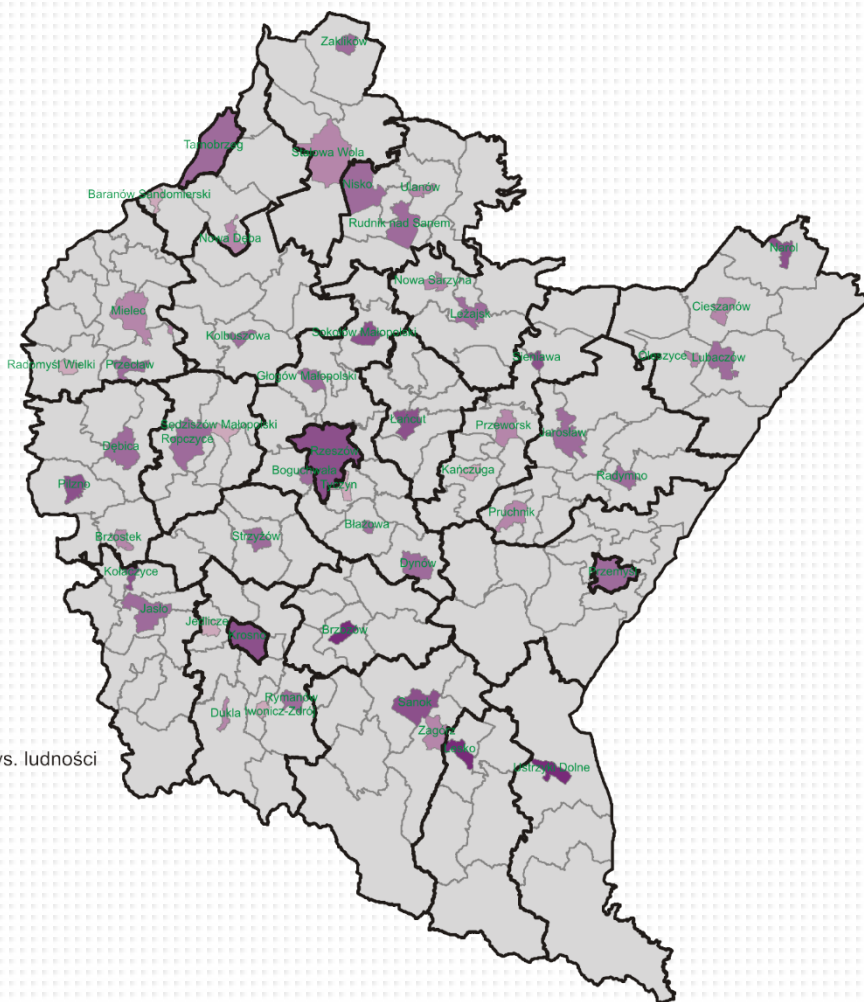 Zaklików
Tarnobrzeg
Stalowa Wola
Nisko
Ulanów
Baranów Sandomierski
Rudnik nad Sanem
Nowa Dęba
Narol
Nowa Sarzyna
Cieszanów
Mielec
Leżajsk
Kolbuszowa
Sokołów Małopolski
Oleszyce
Lubaczów
Sieniawa
Radomyśl Wielki
Przecław
Głogów Małopolski
Sędziszów Małopolski
Ropczyce
Dębica
Łańcut
Przeworsk
Jarosław
Rzeszów
Boguchwała
Tyczyn
Kańczuga
Radymno
Pilzno
Pruchnik
Błażowa
Brzostek
Strzyżów
Dynów
Przemyśl
Kołaczyce
Jasło
Jedlicze
Krosno
Brzozów
Rymanów
Iwonicz-Zdrój
Dukla
Sanok
Zagórz
Lesko
ys. ludności
Ustrzyki Dolne